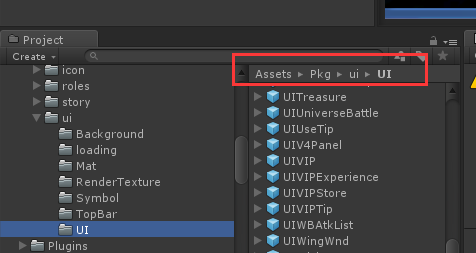 Project
Create
icon
roles
story
ui
Background
loading
Mat
RenderTexture
Symbol
TopBar
UI
Plugins
Assets ▸ Pkg ▸ ui ▸ UI
UITreasure
UIUniverseBattle
UIUseTip
UIV4Panel
UIVIP
UIVIPExperience
UIVIPStore
UIVIPTip
UIWBAtkList
UIWingWnd